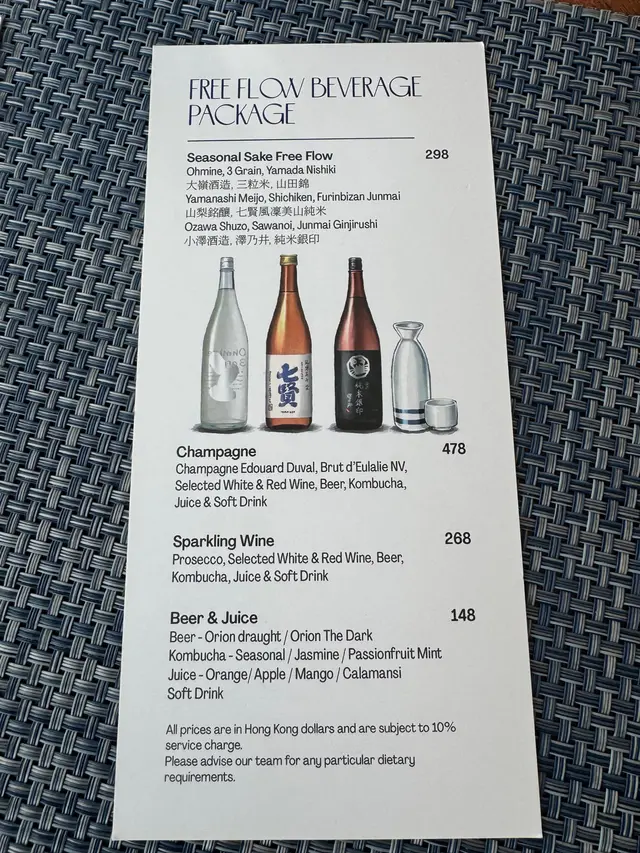 FREE FLOW BEVERAGE
PACKAGE
Seasonal Sake Free Flow 298
Ohmine, 3 Grain, Yamada Nishiki
大嶺酒造, 三粒米, 山田錦
Yamanashi Meijo, Shichiken, Furinbizan Junmai
山梨銘釀, 七賢風凜美山純米
Ozawa Shuzo, Sawanoi, Junmai Ginjirushi
小澤酒造, 澤乃井, 純米銀印
七賢
純米銀印
Champagne 478
Champagne Edouard Duval, Brut d'Eulalie NV,
Selected White & Red Wine, Beer, Kombucha,
Juice & Soft Drink
Sparkling Wine 268
Prosecco, Selected White & Red Wine, Beer,
Kombucha, Juice & Soft Drink
Beer & Juice 148
Beer - Orion draught / Orion The Dark
Kombucha - Seasonal / Jasmine / Passionfruit Mint
Juice - Orange/ Apple / Mango / Calamansi
Soft Drink
All prices are in Hong Kong dollars and are subject to 10%
service charge.
Please advise our team for any particular dietary
requirements.